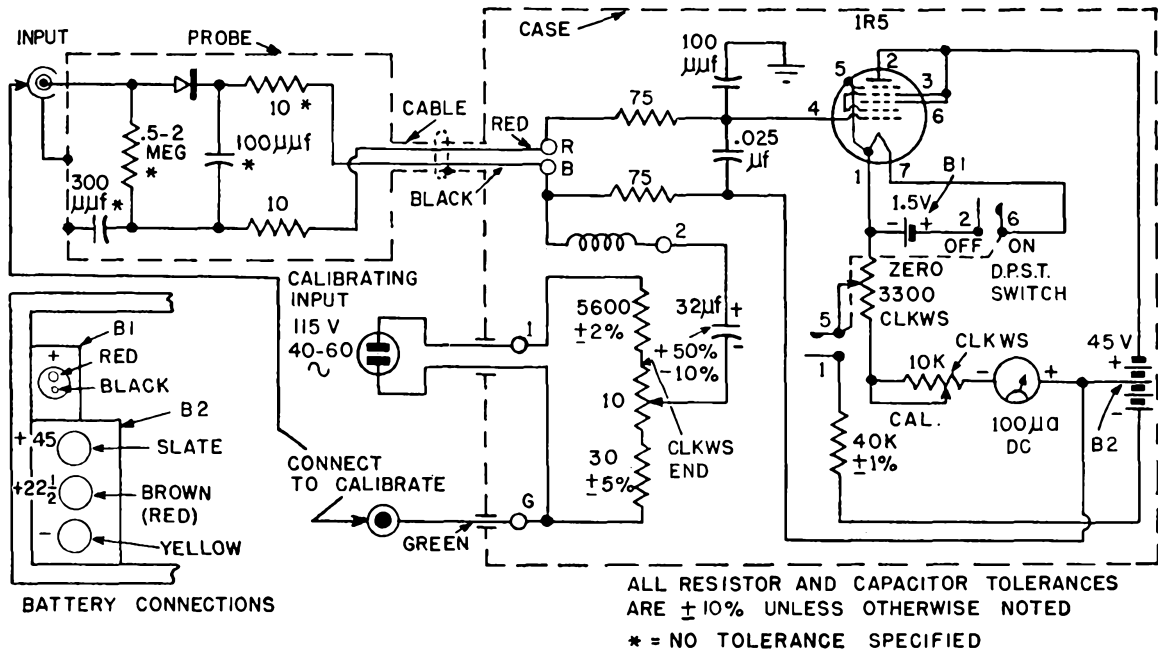 INPUT
PROBE
CASE
1R5
100
μμf
5
2
3
4
6
1
7
75
CABLE
RED
R
B
BLACK
.025
μf
75
10 *
.5-2
MEG
*
100μμf
*
300
μμf *
10
+
2
B1
1.5V
- +
2
OFF
6
ON
D.P.S.T.
SWITCH
ZERO
3300
CLKWS
5
1
CALIBRATING
INPUT
115 V
40-60
~
1
5600
±2%
32μf
+
-
+50%
-10%
10
30
±5%
CLKWS
END
10K
CLKWS
CAL.
- +
100μa
DC
45 V
+
-
B2
40K
±1%
CONNECT
TO CALIBRATE
G
GREEN
B1
+
RED
BLACK
B2
+ 45
SLATE
+22½
BROWN
(RED)
-
YELLOW
BATTERY CONNECTIONS
ALL RESISTOR AND CAPACITOR TOLERANCES
ARE ±10% UNLESS OTHERWISE NOTED
* = NO TOLERANCE SPECIFIED